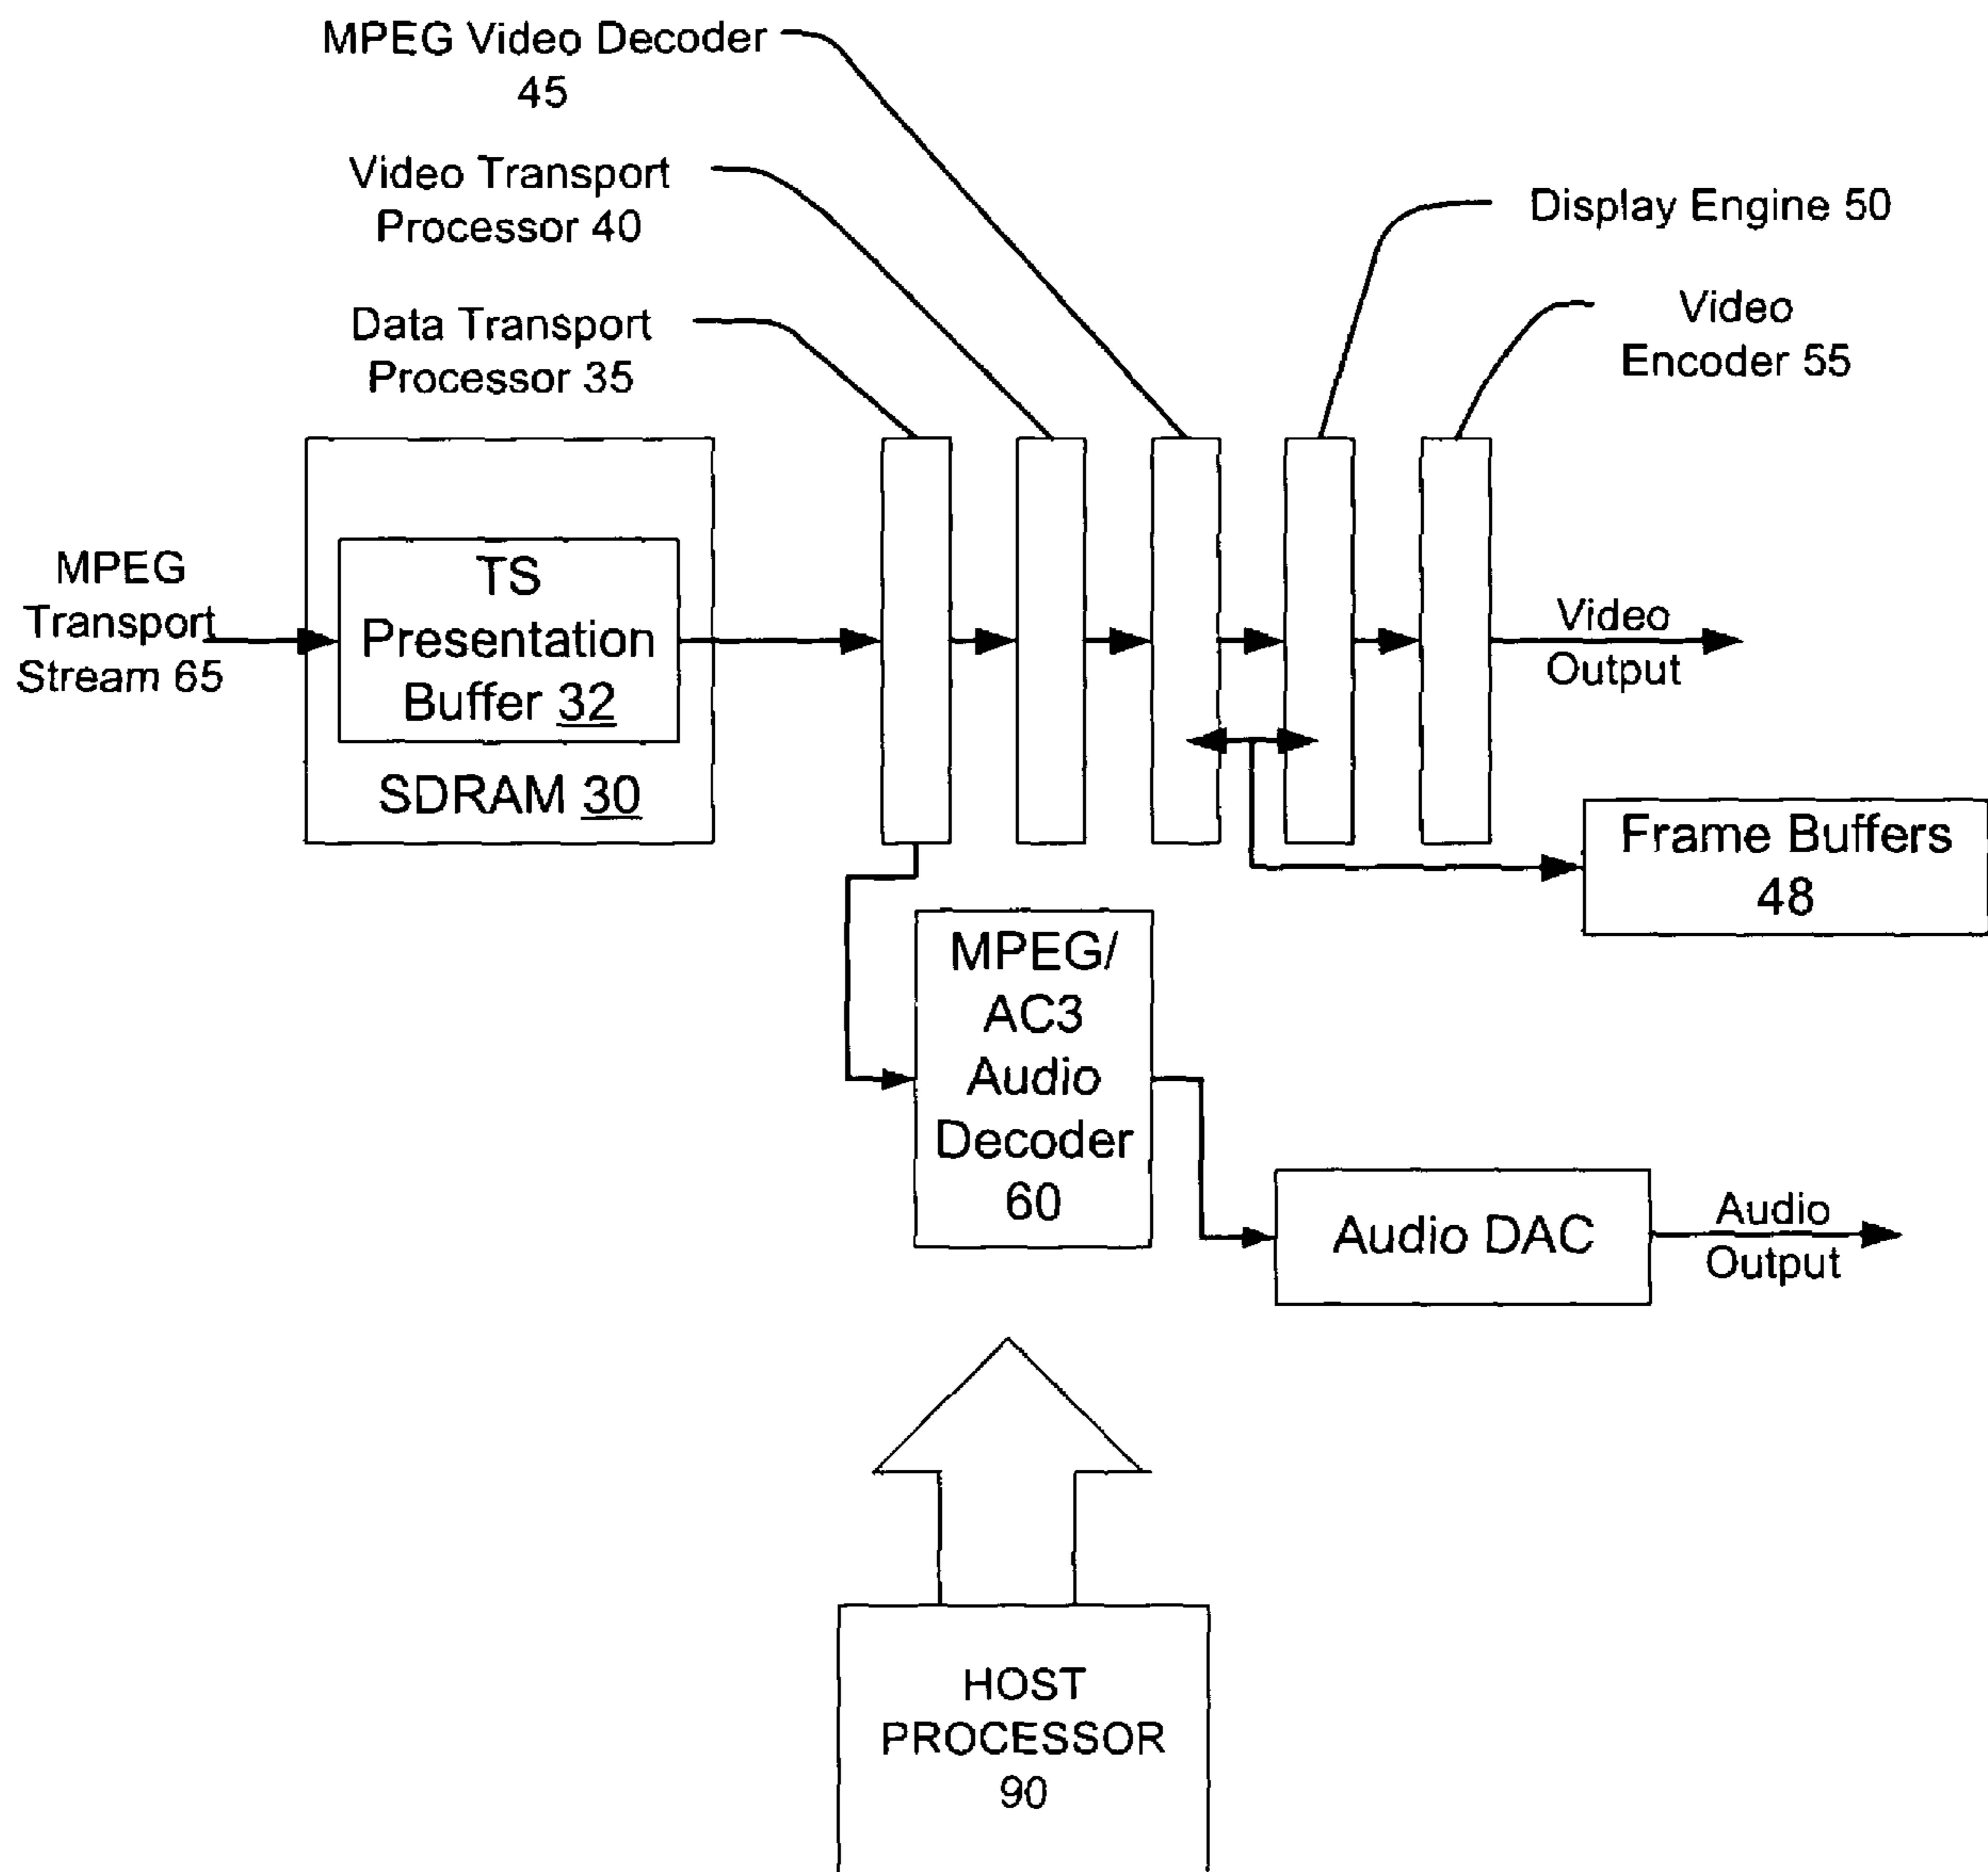 MPEG Video Decoder
45
Video Transport
Processor 40
Data Transport
Processor 35
Display Engine 50
Video
Encoder 55
MPEG
Transport
Stream 65
TS
Presentation
Buffer 32
SDRAM 30
Video
Output
Frame Buffers
48
MPEG/
AC3
Audio
Decoder
60
Audio DAC
Audio
Output
HOST
PROCESSOR
90